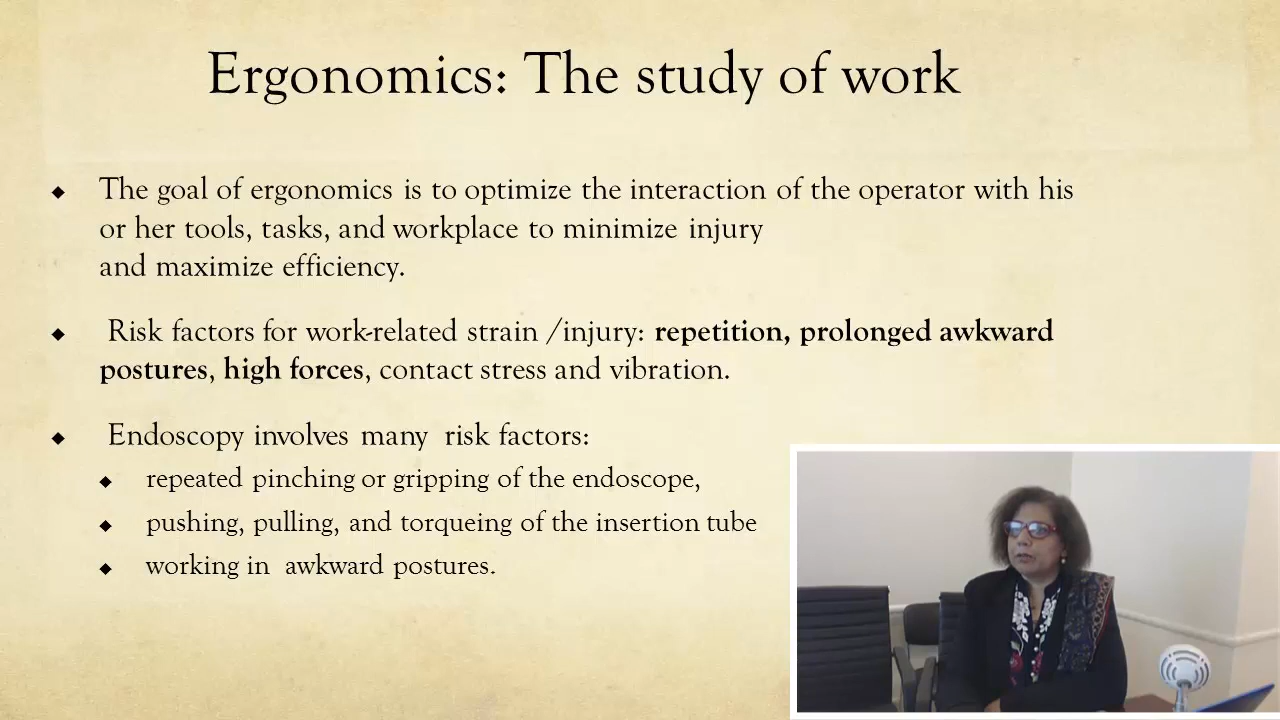 Ergonomics: The study of work
The goal of ergonomics is to optimize the interaction of the operator with his
or her tools, tasks, and workplace to minimize injury
and maximize efficiency.
Risk factors for work-related strain /injury: repetition, prolonged awkward
postures, high forces, contact stress and vibration.
Endoscopy involves many risk factors:
repeated pinching or gripping of the endoscope,
pushing, pulling, and torqueing of the insertion tube
working in awkward postures.